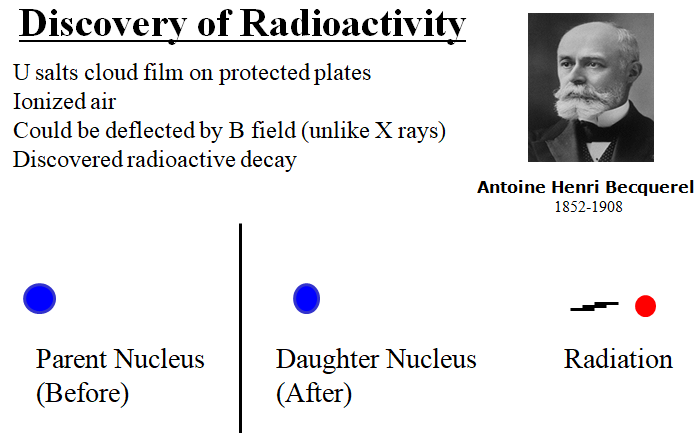 Discovery of Radioactivity
U salts cloud film on protected plates
Ionized air
Could be deflected by B field (unlike X rays)
Discovered radioactive decay
Antoine Henri Becquerel
1852-1908
Parent Nucleus
(Before)
Daughter Nucleus
(After)
Radiation